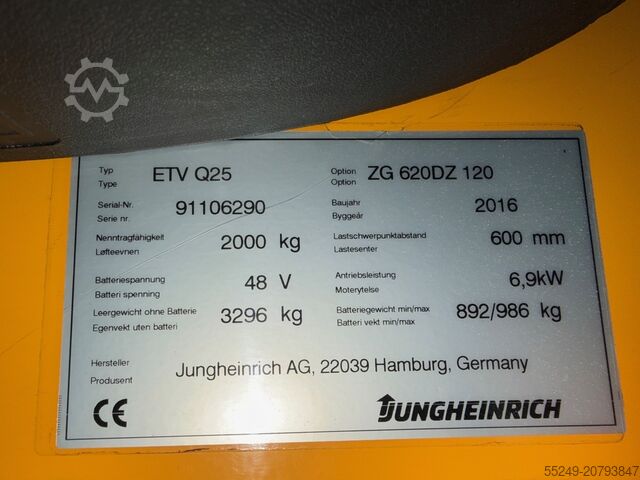 Typ ETV Q25 Option ZG 620DZ 120
Type Option
Serial-Nr. 91106290 Baujahr 2016
Serie nr. Byggeår
Nenntragfähigkeit 2000 kg Lastschwerpunktabstand 600 mm
Løfteevnen Lastesenter
Batteriespannung 48 V Antriebsleistung 6,9kW
Batteri spenning Moterytelse
Leergewicht ohne Batterie 3296 kg Batteriegewicht min/max 892/986 kg
Egenvekt uten batteri Batteri vekt min/max
Hersteller Jungheinrich AG, 22039 Hamburg, Germany
Produsent
CE JUNGHEINRICH
55249-20793847